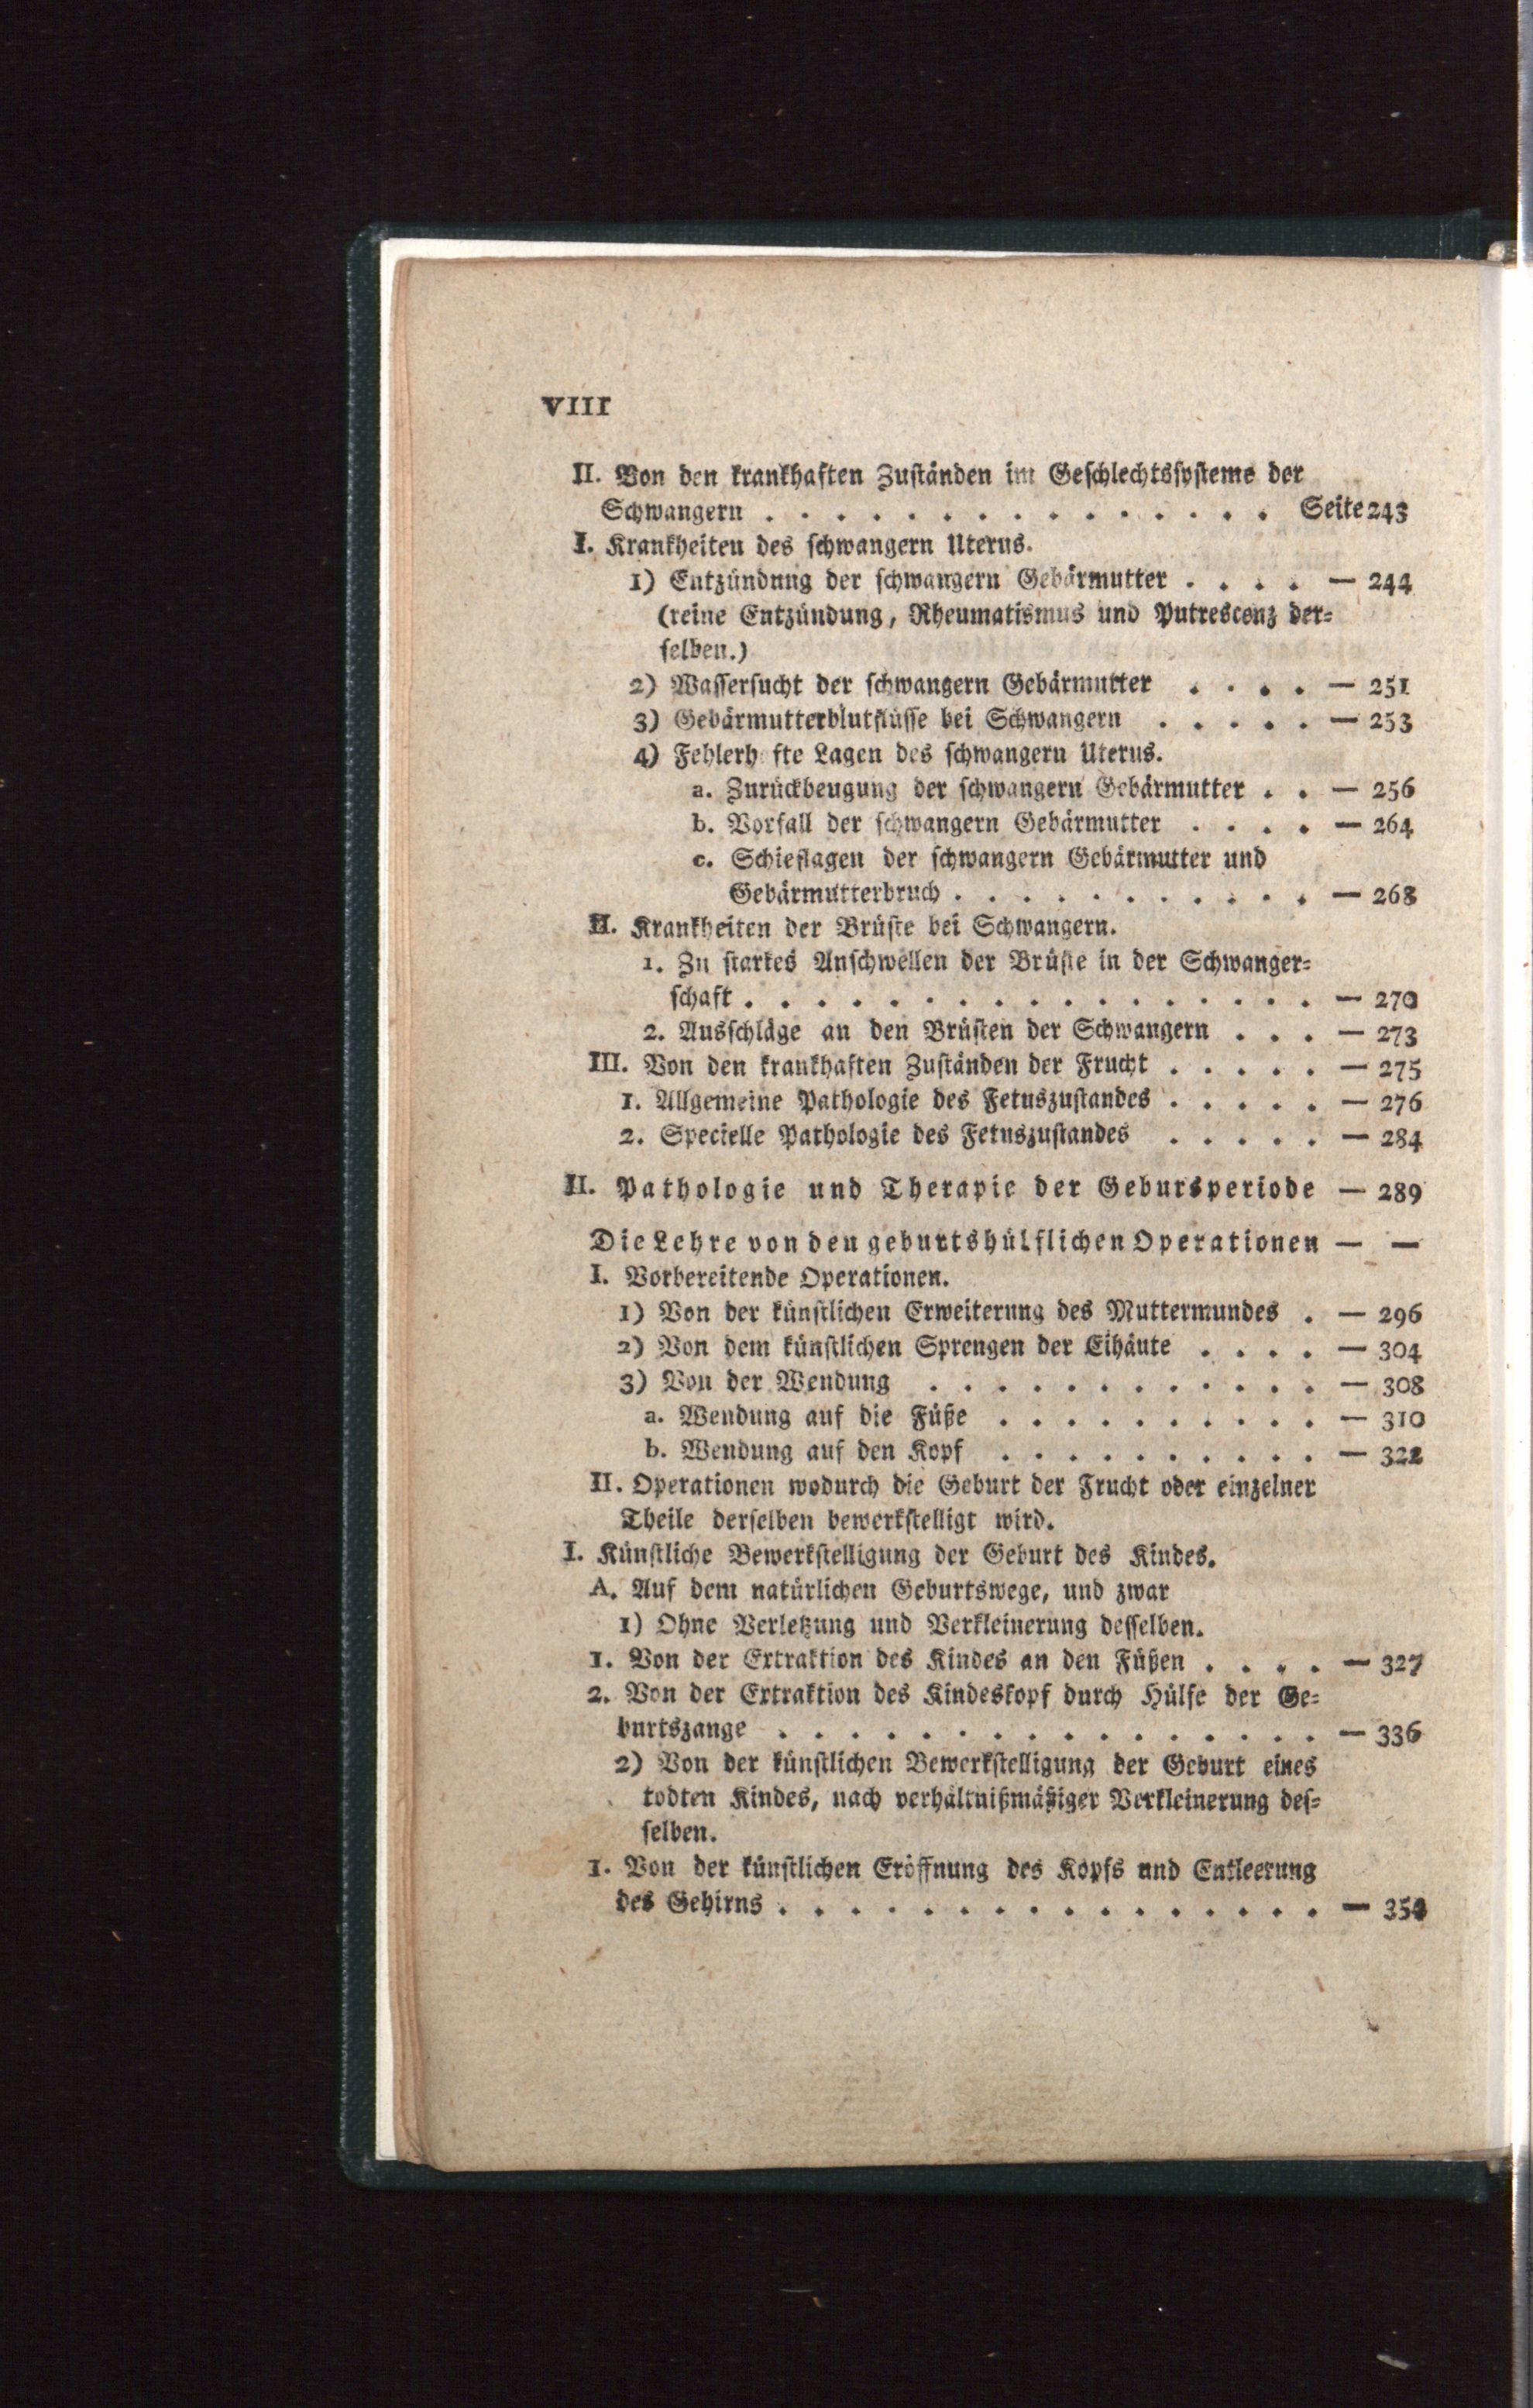 VIII
II. Von den krankhaften Zuständen im Geschlechtssysteme der
Schwangern . . . . . . . . . . . . . . . Seite 243
I. Krankheiten des schwangern Uterus.
1) Entzündung der schwangern Gebärmutter . . . . — 244
(reine Entzündung, Rheumatismus und Putrescenz der=
selben.)
2) Wassersucht der schwangern Gebärmutter . . . . — 251
3) Gebärmutterblutflüsse bei Schwangern . . . . . — 253
4) Fehlerh fte Lagen des schwangern Uterus.
a. Zurückbeugung der schwangern Gebärmutter . . — 256
b. Vorfall der schwangern Gebärmutter . . . . — 264
c. Schieflagen der schwangern Gebärmutter und
Gebärmutterbruch . . . . . . . . . . . — 268
II. Krankheiten der Brüste bei Schwangern.
1. Zu starkes Anschwellen der Brüste in der Schwanger=
schaft . . . . . . . . . . . . . . . . . — 270
2. Ausschläge an den Brüsten der Schwangern . . . — 273
III. Von den krankhaften Zuständen der Frucht . . . . . — 275
1. Allgemeine Pathologie des Fetuszustandes . . . . . — 276
2. Specielle Pathologie des Fetuszustandes . . . . . — 284
II. Pathologie und Therapie der Gebursperiode — 289
Die Lehre von den geburtshülflichen Operationen — —
I. Vorbereitende Operationen.
1) Von der künstlichen Erweiterung des Muttermundes . — 296
2) Von dem künstlichen Sprengen der Eihäute . . . . — 304
3) Von der Wendung . . . . . . . . . . . . — 308
a. Wendung auf die Füße . . . . . . . . . . — 310
b. Wendung auf den Kopf . . . . . . . . . . — 322
II. Operationen wodurch die Geburt der Frucht oder einzelner
Theile derselben bewerkstelligt wird.
I. Künstliche Bewerkstelligung der Geburt des Kindes.
A. Auf dem natürlichen Geburtswege, und zwar
1) Ohne Verletzung und Verkleinerung desselben.
1. Von der Extraktion des Kindes an den Füßen . . . . — 327
2. Von der Extraktion des Kindeskopf durch Hülfe der Ge=
burtszange . . . . . . . . . . . . . . . . — 336
2) Von der künstlichen Bewerkstelligung der Geburt eines
todten Kindes, nach verhältnißmäßiger Verkleinerung des=
selben.
1. Von der künstlichen Eröffnung des Kopfs und Entleerung
des Gehirns . . . . . . . . . . . . . . . . — 354